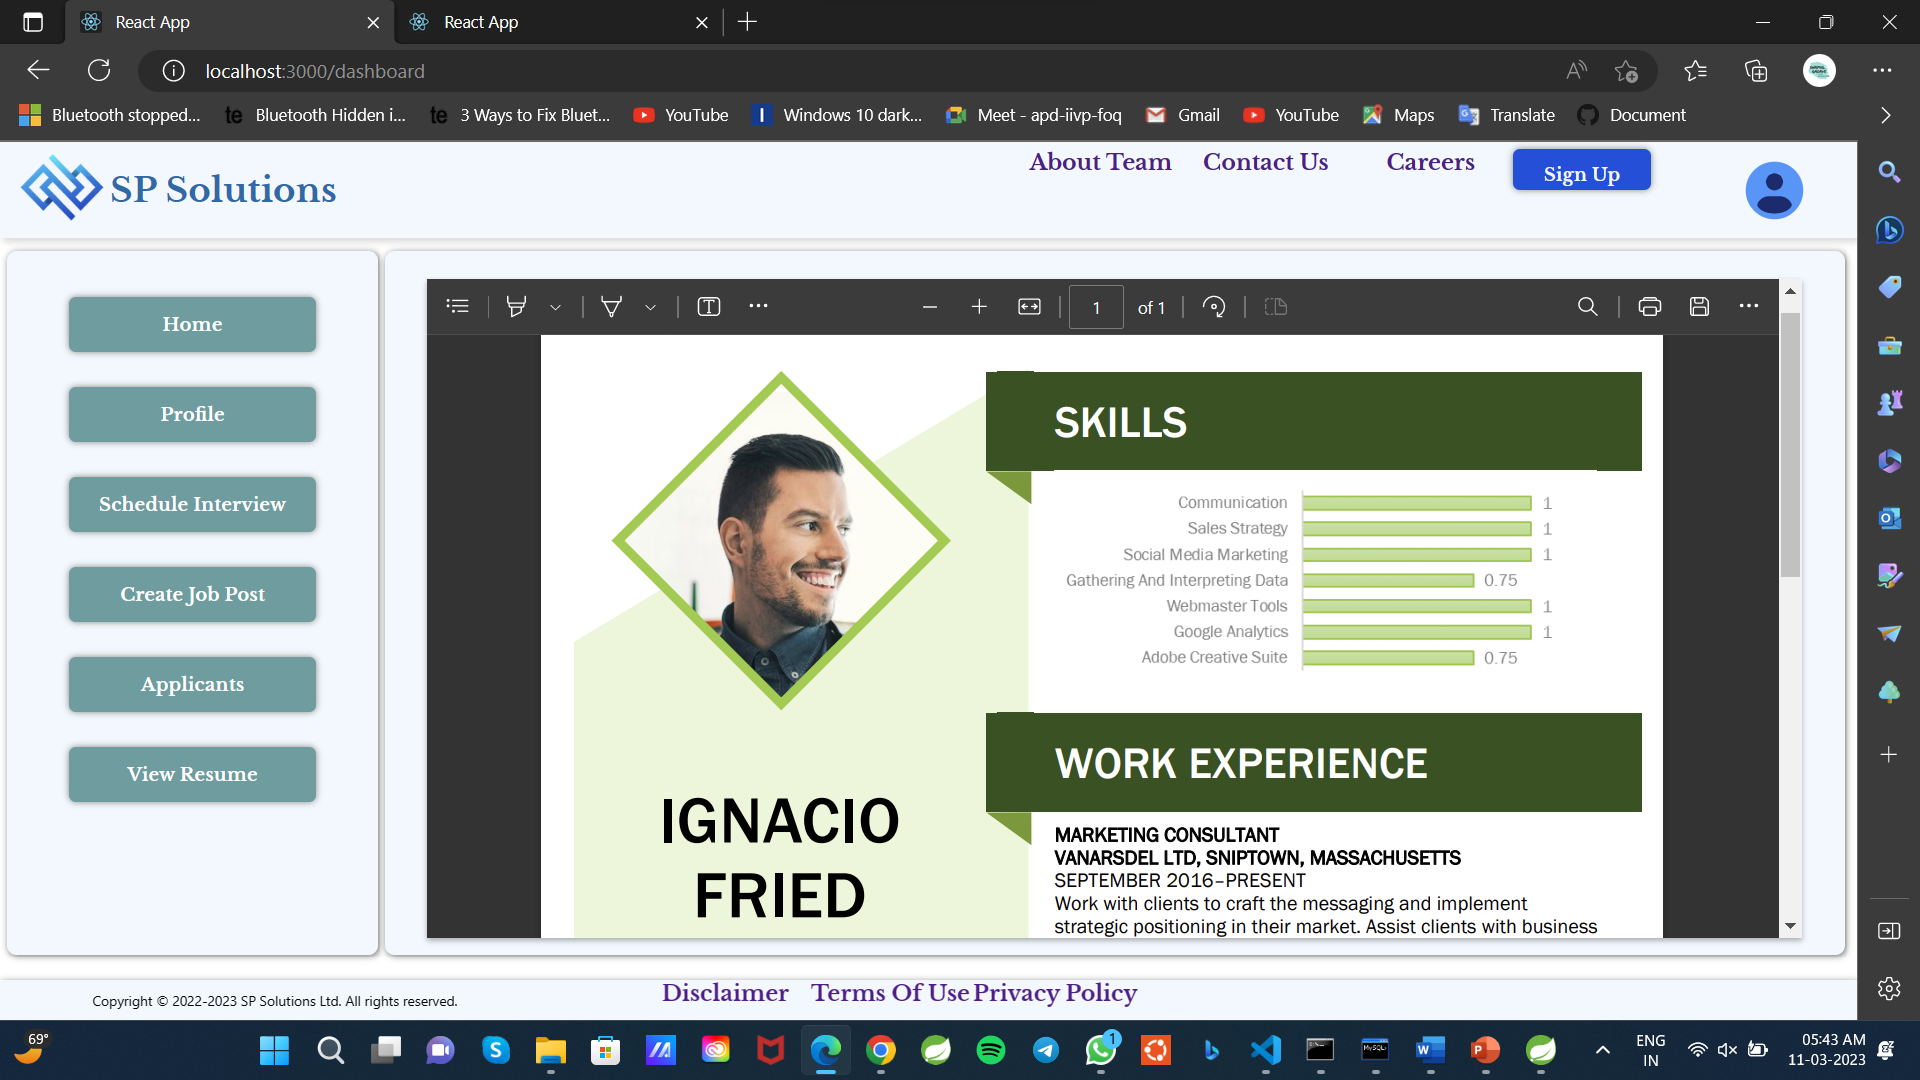 React App
React App
localhost:3000/dashboard
Bluetooth stopped...
te Bluetooth Hidden i...
te 3 Ways to Fix Bluet...
YouTube
Windows 10 dark...
Meet - apd-iivp-foq
Gmail
YouTube
Maps
Translate
Document
SP Solutions
About Team
Contact Us
Careers
Sign Up
Home
Profile
Schedule Interview
Create Job Post
Applicants
View Resume
1 of 1
SKILLS
Communication 1
Sales Strategy 1
Social Media Marketing 1
Gathering And Interpreting Data 0.75
Webmaster Tools 1
Google Analytics 1
Adobe Creative Suite 0.75
IGNACIO
FRIED
WORK EXPERIENCE
MARKETING CONSULTANT
VANARSDEL LTD, SNIPTOWN, MASSACHUSETTS
SEPTEMBER 2016–PRESENT
Work with clients to craft the messaging and implement
strategic positioning in their market. Assist clients with business
Copyright © 2022-2023 SP Solutions Ltd. All rights reserved.
Disclaimer
Terms Of Use
Privacy Policy
69°
1
ENG
IN
05:43 AM
11-03-2023